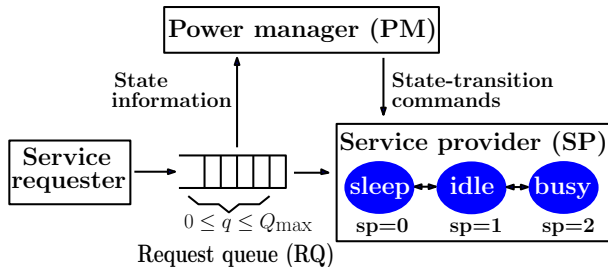 Power manager (PM)
State
information
State-transition
commands
Service
requester
Service provider (SP)
sleep idle busy
sp=0 sp=1 sp=2
0 ≤ q ≤ Qmax
Request queue (RQ)